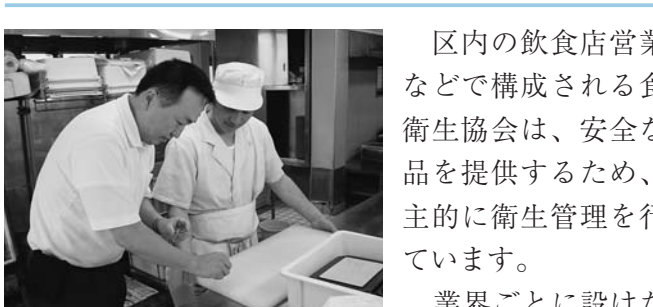 区内の飲食店営業
などで構成される食
衛生協会は、安全な
品を提供するため、
主的に衛生管理を行
ています。
業界ごとに設けた